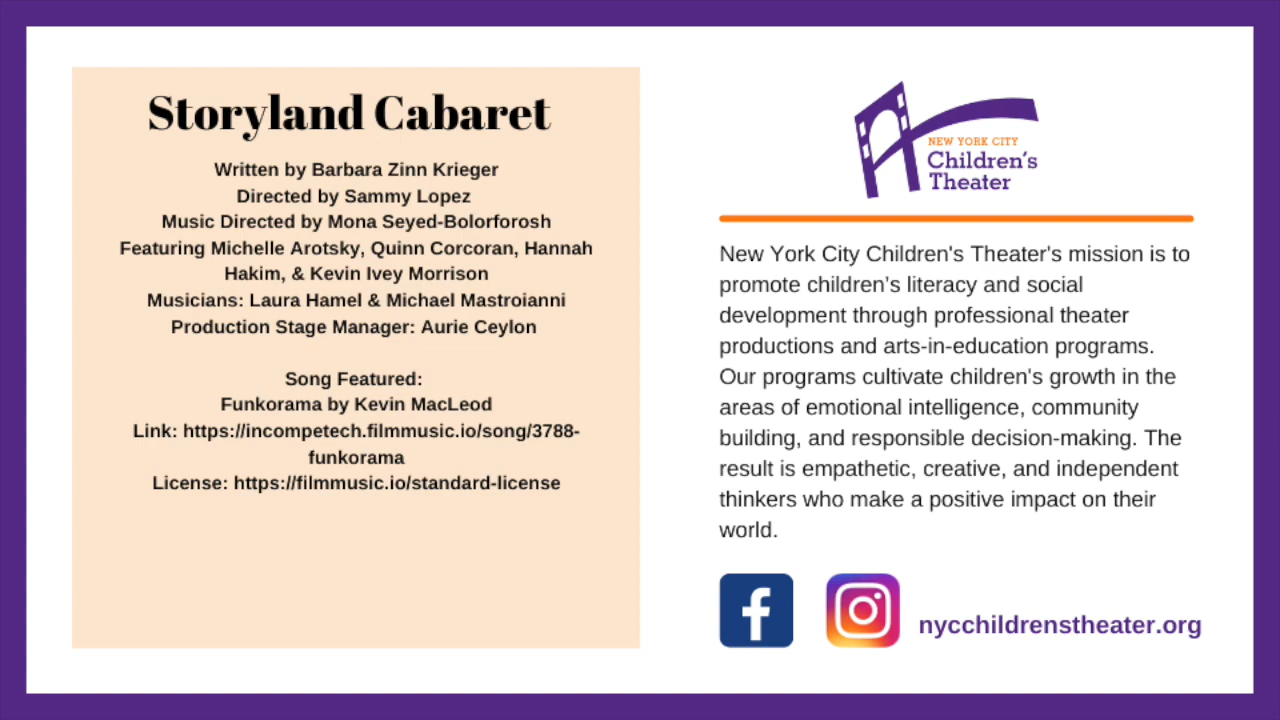 Storyland Cabaret
Written by Barbara Zinn Krieger
Directed by Sammy Lopez
Music Directed by Mona Seyed-Bolorforosh
Featuring Michelle Arotsky, Quinn Corcoran, Hannah
Hakim, & Kevin Ivey Morrison
Musicians: Laura Hamel & Michael Mastroianni
Production Stage Manager: Aurie Ceylon
Song Featured:
Funkorama by Kevin MacLeod
Link: https://incompetech.filmmusic.io/song/3788-
funkorama
License: https://filmmusic.io/standard-license
NEW YORK CITY
Children's
Theater
New York City Children's Theater's mission is to
promote children's literacy and social
development through professional theater
productions and arts-in-education programs.
Our programs cultivate children's growth in the
areas of emotional intelligence, community
building, and responsible decision-making. The
result is empathetic, creative, and independent
thinkers who make a positive impact on their
world.
nycchildrenstheater.org